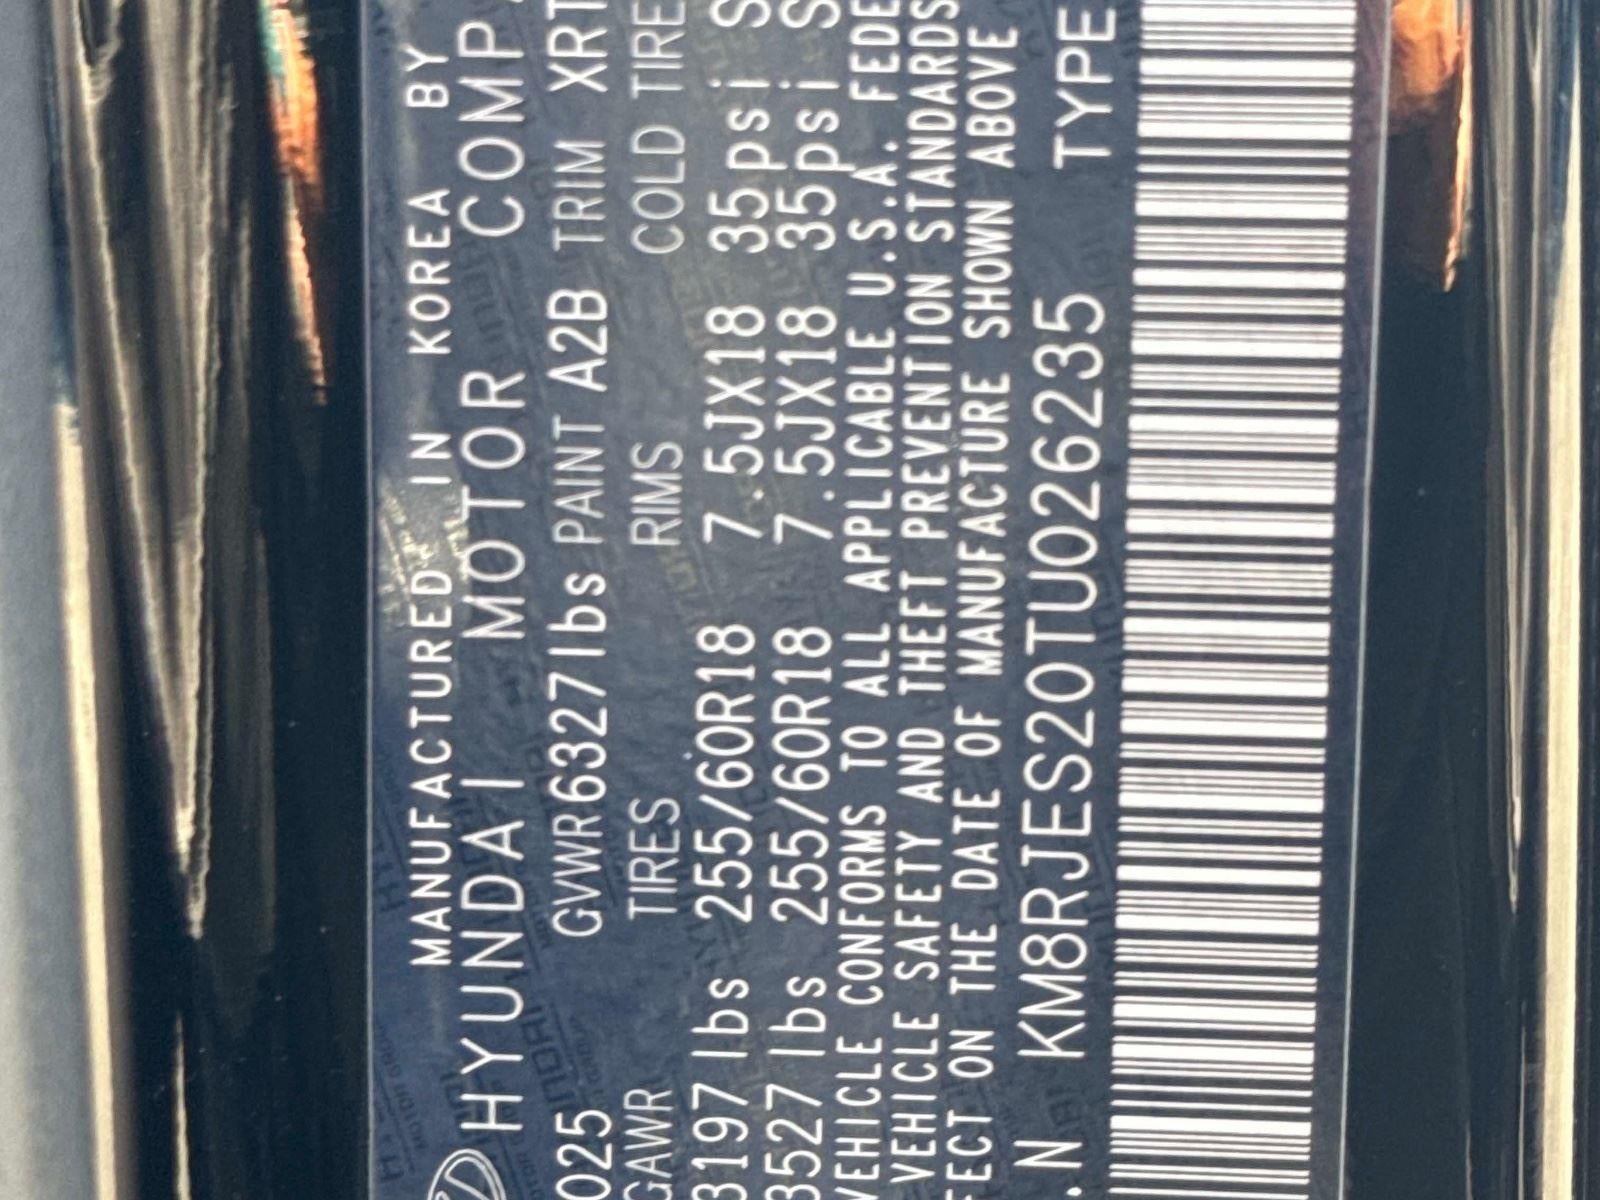 MANUFACTURED IN KOREA BY
HYUNDAI MOTOR COMP
025 GVWR 6327lbs PAINT A2B TRIM XRT
GAWR TIRES RIMS COLD TIRE
3197lbs 255/60R18 7.5JX18 35psi S
3527lbs 255/60R18 7.5JX18 35psi S
VEHICLE CONFORMS TO ALL APPLICABLE U.S.A. FEDE
VEHICLE SAFETY AND THEFT PREVENTION STANDARDS
FECT ON THE DATE OF MANUFACTURE SHOWN ABOVE
.N KM8RJES20TU026235 TYPE